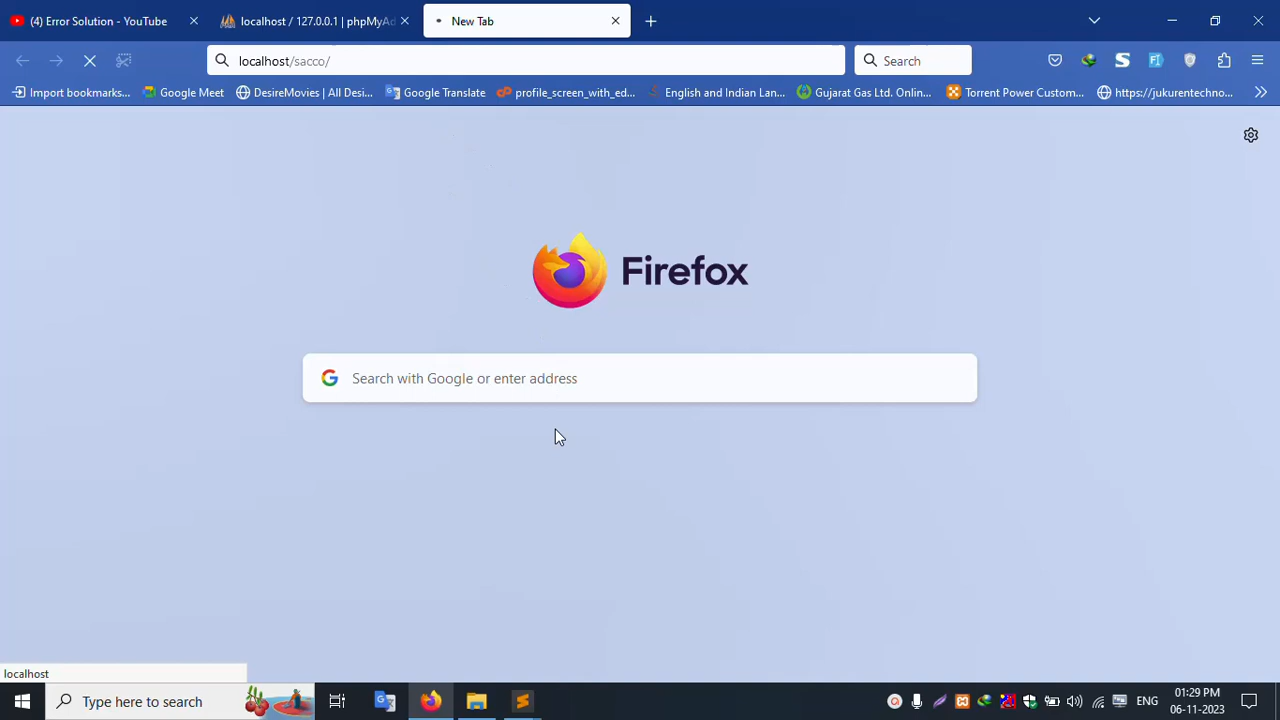 (4) Error Solution - YouTube
localhost / 127.0.0.1 | phpMyAd
New Tab
localhost/sacco/
Search
Import bookmarks...
Google Meet
DesireMovies | All Desi...
Google Translate
profile_screen_with_ed...
English and Indian Lan...
Gujarat Gas Ltd. Onlin...
Torrent Power Custom...
https://jukurentechno...
Firefox
Search with Google or enter address
localhost
Type here to search
ENG
01:29 PM
06-11-2023